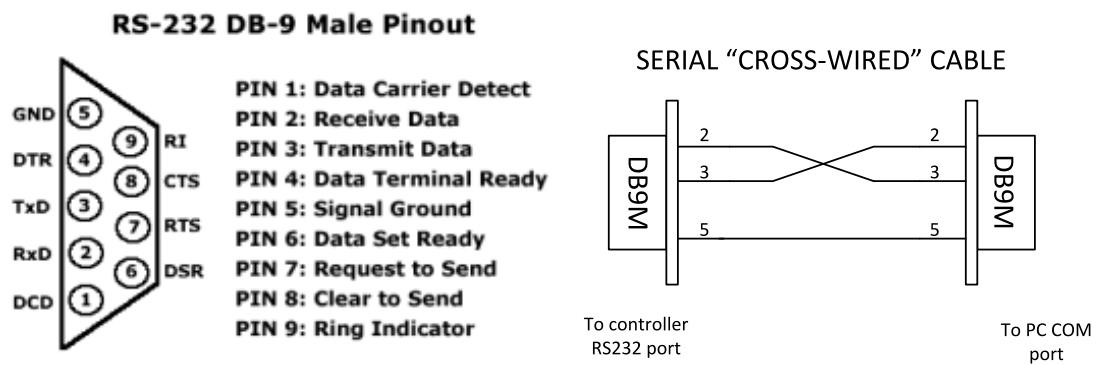 RS-232 DB-9 Male Pinout
GND
5
9
RI
DTR
4
8
CTS
TxD
3
7
RTS
RxD
2
6
DSR
DCD
1
PIN 1: Data Carrier Detect
PIN 2: Receive Data
PIN 3: Transmit Data
PIN 4: Data Terminal Ready
PIN 5: Signal Ground
PIN 6: Data Set Ready
PIN 7: Request to Send
PIN 8: Clear to Send
PIN 9: Ring Indicator
SERIAL “CROSS-WIRED” CABLE
DB9M
2
2
3
3
5
5
DB9M
To controller
RS232 port
To PC COM
port